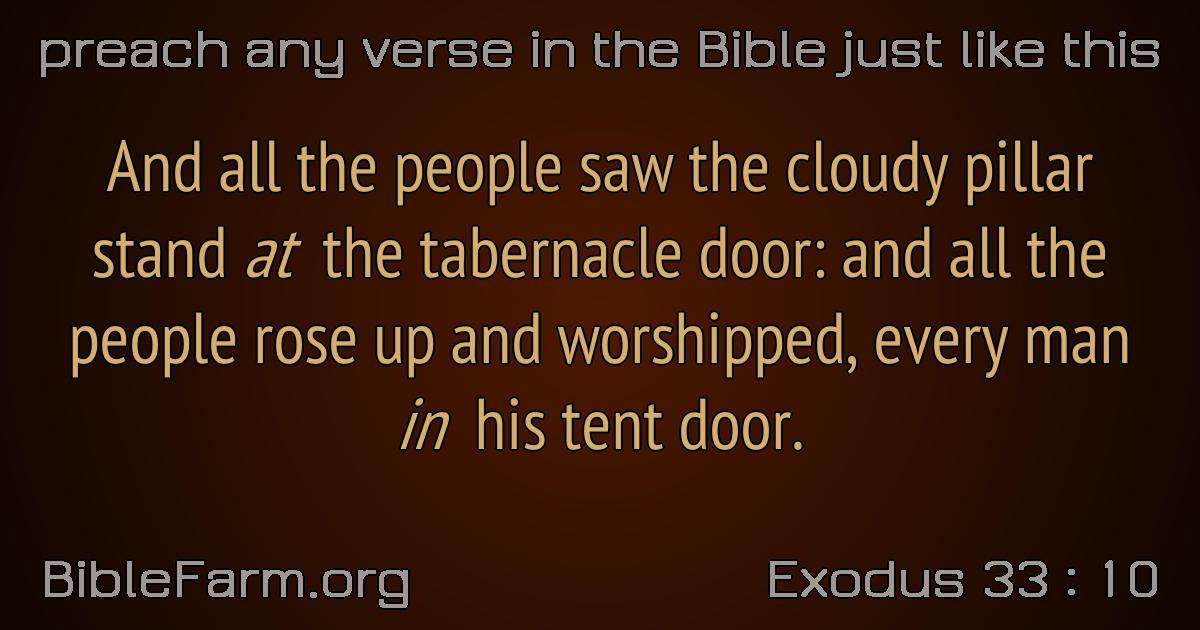 preach any verse in the Bible just like this
And all the people saw the cloudy pillar
stand at the tabernacle door: and all the
people rose up and worshipped, every man
in his tent door.
BibleFarm.org
Exodus 33 : 10